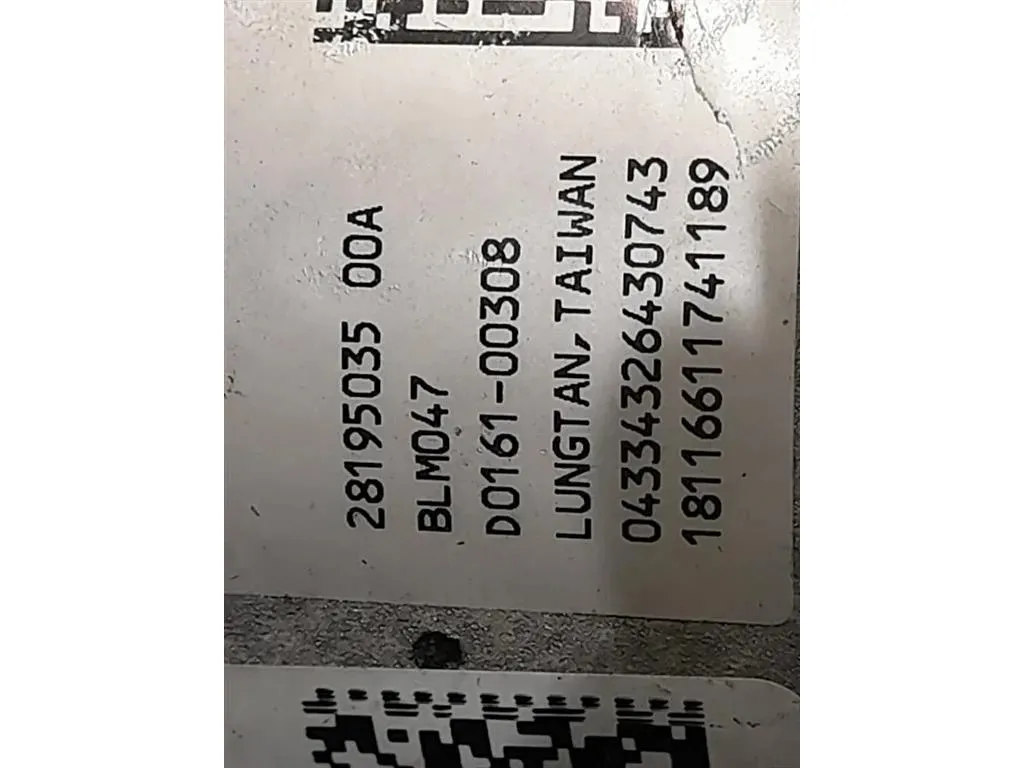 28195035 00A
BLM047
D0161-00308
LUNGTAN, TAIWAN
04334326430743
18116611741189